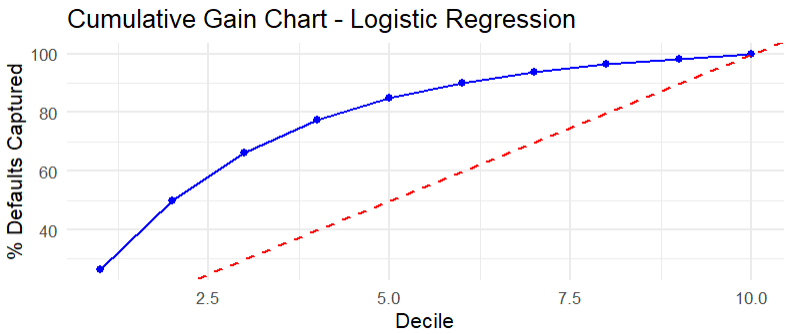 Cumulative Gain Chart - Logistic Regression
% Defaults Captured
100
80
60
40
2.5 5.0 7.5 10.0
Decile